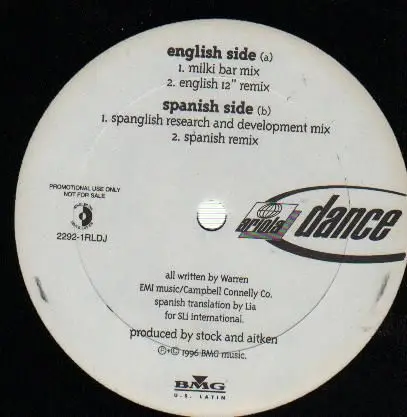 english side (a)
1. milki bar mix
2. english 12" remix
spanish side (b)
1. spanglish research and development mix
2. spanish remix
PROMOTIONAL USE ONLY
NOT FOR SALE
2292-1RLDJ
ariola dance
all written by Warren
EMI music/Campbell Connelly Co.
spanish translation by Lia
for SLi international.
produced by stock and aitken
℗+© 1996 BMG music.
BMG
U.S. LATIN